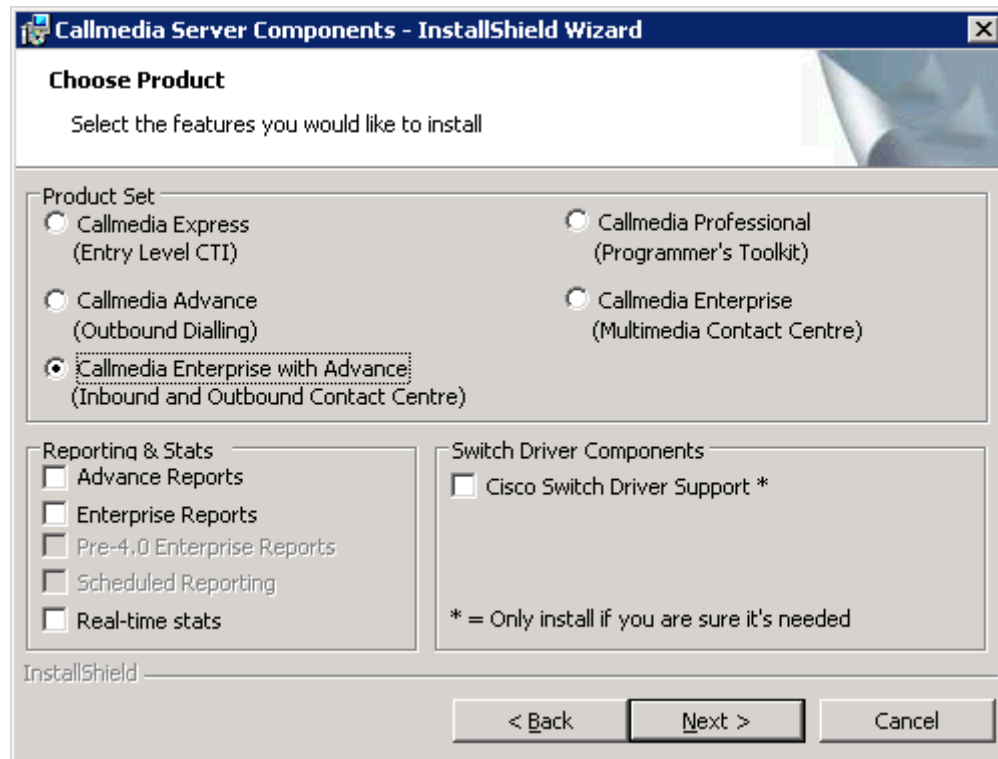 Callmedia Server Components - InstallShield Wizard
Choose Product
Select the features you would like to install
Product Set
Callmedia Express
(Entry Level CTI)
Callmedia Professional
(Programmer's Toolkit)
Callmedia Advance
(Outbound Dialling)
Callmedia Enterprise
(Multimedia Contact Centre)
Callmedia Enterprise with Advance
(Inbound and Outbound Contact Centre)
Reporting & Stats
Advance Reports
Enterprise Reports
Pre-4.0 Enterprise Reports
Scheduled Reporting
Real-time stats
Switch Driver Components
Cisco Switch Driver Support *
* = Only install if you are sure it's needed
InstallShield
< Back
Next >
Cancel